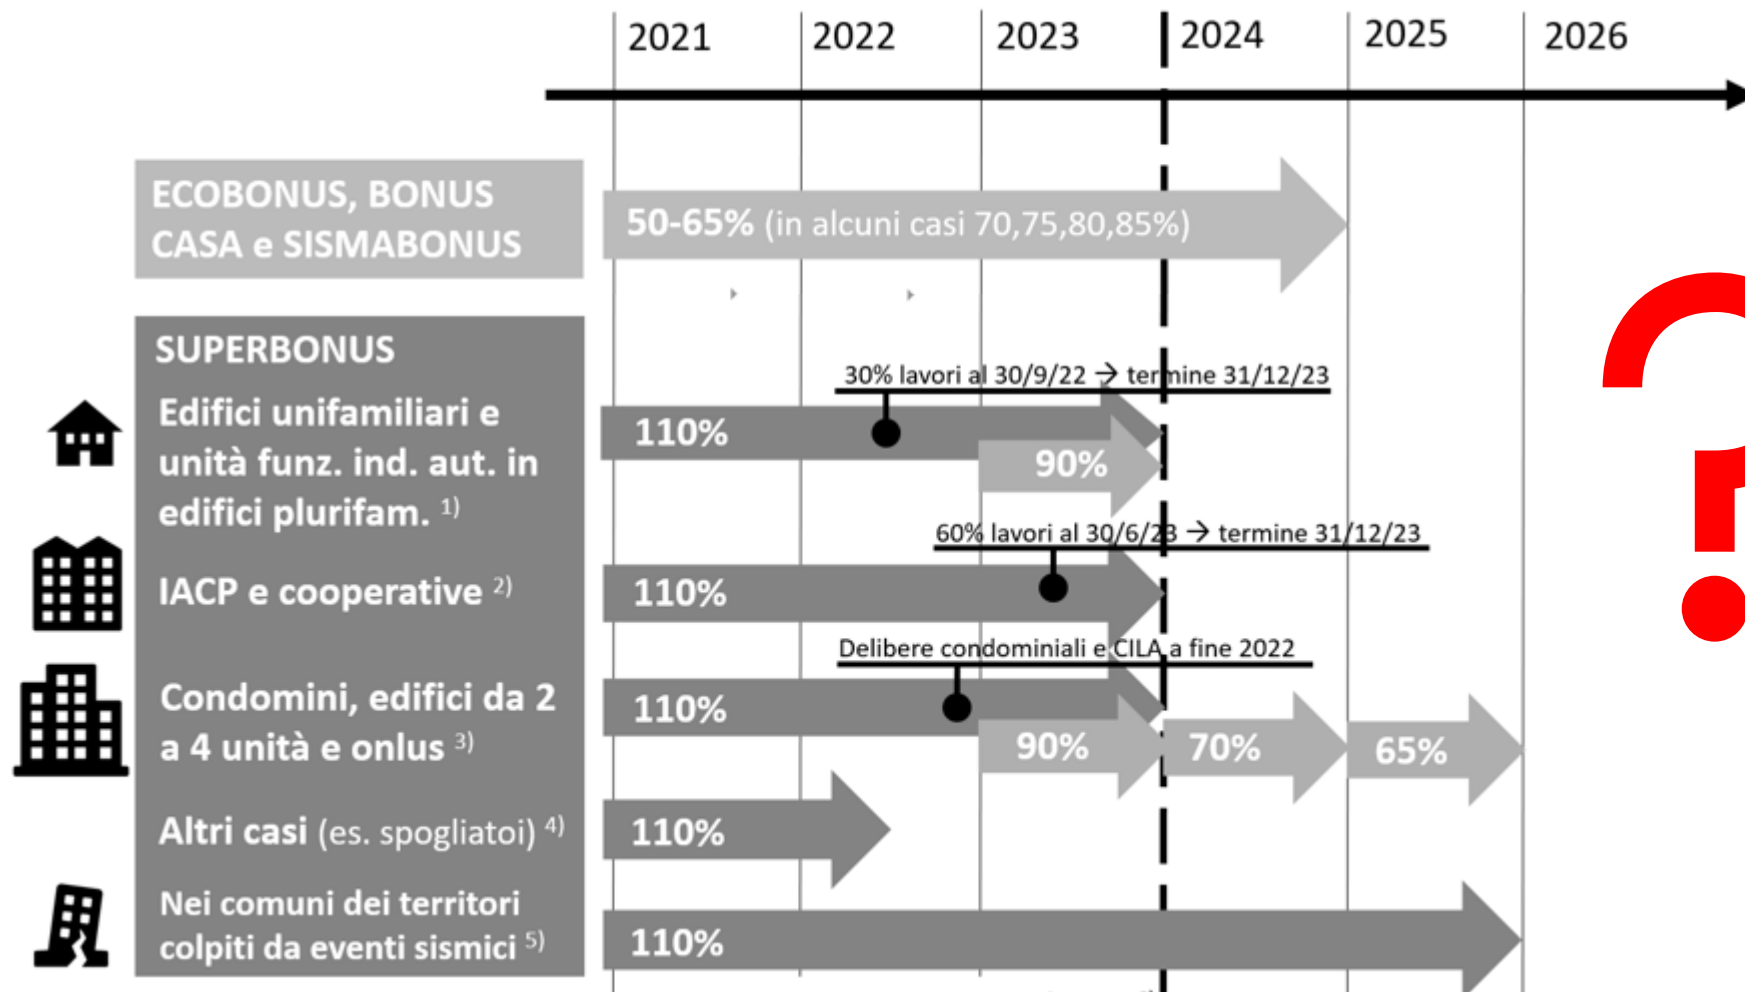 2021 2022 2023 2024 2025 2026
ECOBONUS, BONUS
CASA e SISMABONUS
50-65% (in alcuni casi 70,75,80,85%)
SUPERBONUS
30% lavori al 30/9/22 → termine 31/12/23
Edifici unifamiliari e
unità funz. ind. aut. in
edifici plurifam. 1)
110%
90%
60% lavori al 30/6/23 → termine 31/12/23
IACP e cooperative 2)
110%
Delibere condominiali e CILA a fine 2022
Condomini, edifici da 2
a 4 unità e onlus 3)
110%
90%
70%
65%
Altri casi (es. spogliatoi) 4)
110%
Nei comuni dei territori
colpiti da eventi sismici 5)
110%
?